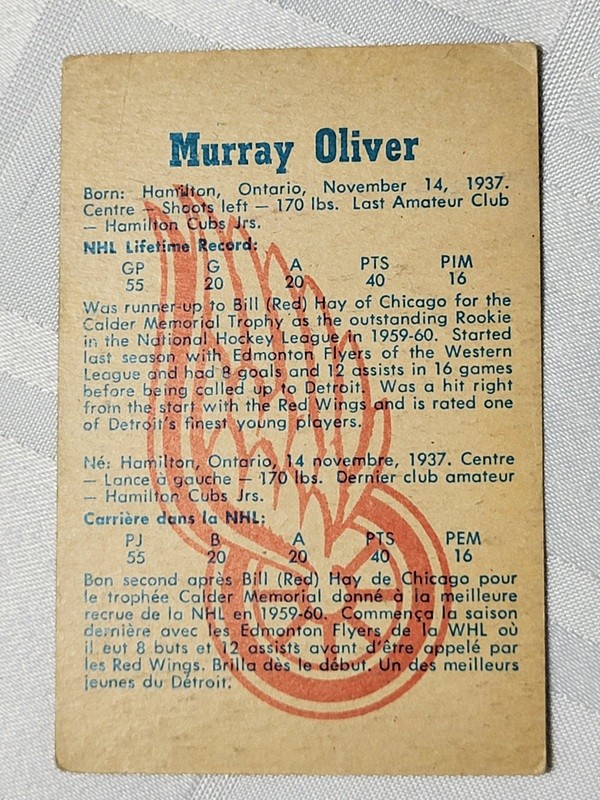 Murray Oliver
Born: Hamilton, Ontario, November 14, 1937.
Centre — Shoots left — 170 lbs. Last Amateur Club
— Hamilton Cubs Jrs.
NHL Lifetime Record:
GP G A PTS PIM
55 20 20 40 16
Was runner-up to Bill (Red) Hay of Chicago for the
Calder Memorial Trophy as the outstanding Rookie
in the National Hockey League in 1959-60. Started
last season with Edmonton Flyers of the Western
League and had 8 goals and 12 assists in 16 games
before being called up to Detroit. Was a hit right
from the start with the Red Wings and is rated one
of Detroit's finest young players.
Né: Hamilton, Ontario, 14 novembre, 1937. Centre
— Lance à gauche — 170 lbs. Dernier club amateur
— Hamilton Cubs Jrs.
Carrière dans la NHL:
PJ B A PTS PEM
55 20 20 40 16
Bon second après Bill (Red) Hay de Chicago pour
le trophée Calder Memorial donné à la meilleure
recrue de la NHL en 1959-60. Commença la saison
dernière avec les Edmonton Flyers de la WHL où
il eut 8 buts et 12 assists avant d'être appelé par
les Red Wings. Brilla dès le début. Un des meilleurs
jeunes du Détroit.